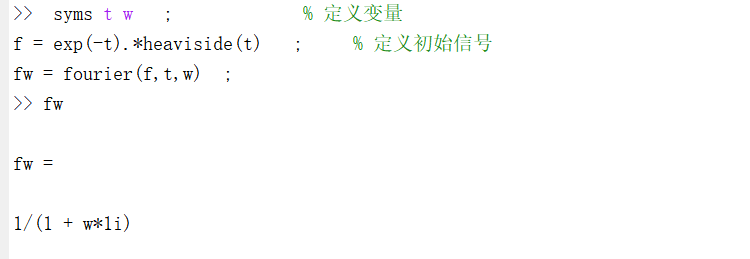 >> syms t w ; % 定义变量
f = exp(-t).*heaviside(t) ; % 定义初始信号
fw = fourier(f,t,w) ;
>> fw
fw =
1/(1 + w*1i)